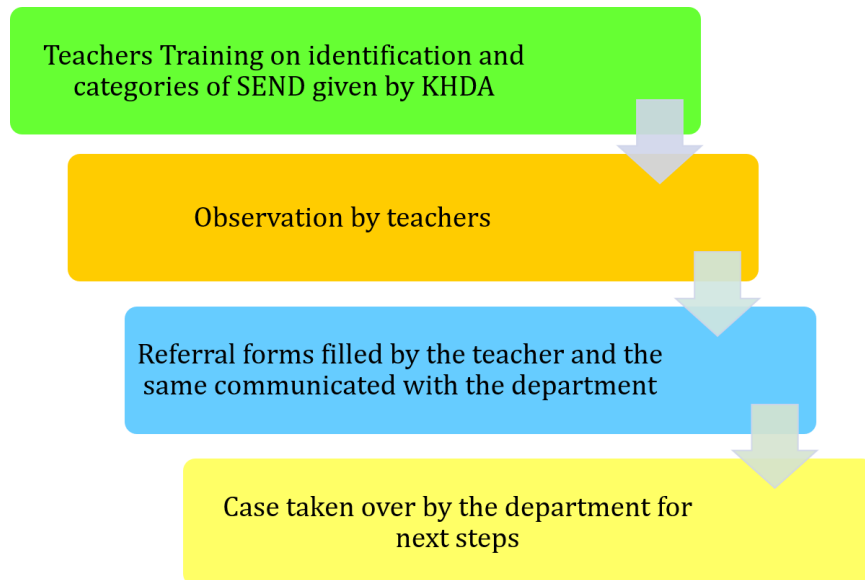 Teachers Training on identification and
categories of SEND given by KHDA
Observation by teachers
Referral forms filled by the teacher and the
same communicated with the department
Case taken over by the department for
next steps